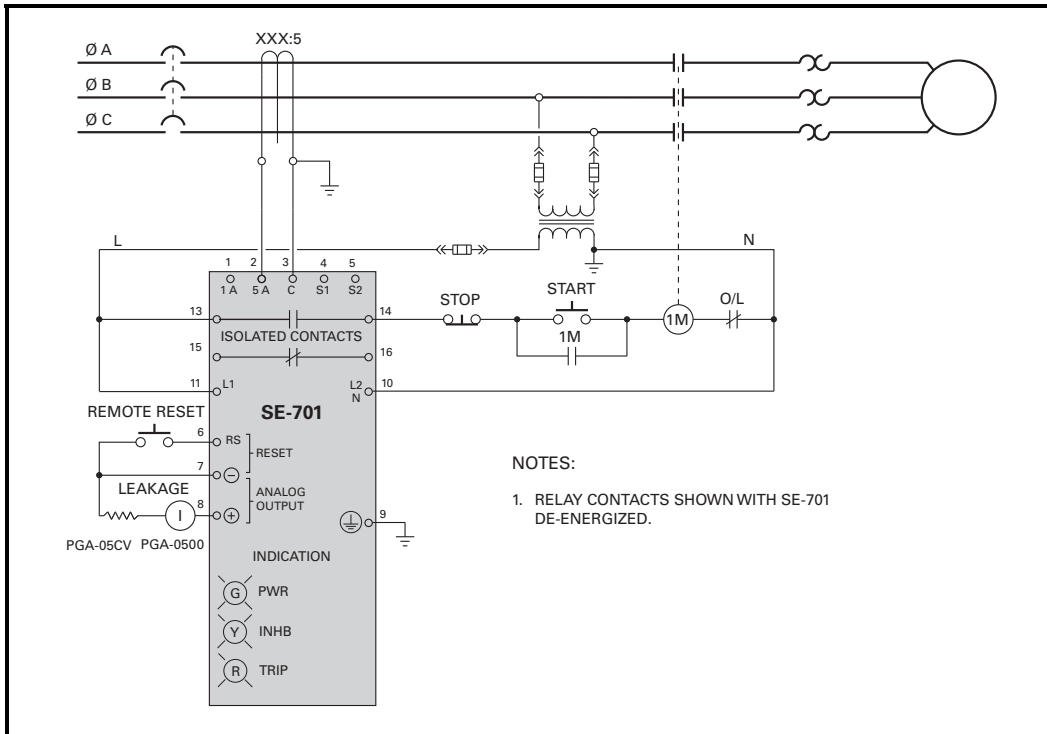 XXX:5
Ø A
Ø B
Ø C
L
N
1 2 3 4 5
1 A 5 A C S1 S2
STOP
START
O/L
13
14
1M
1M
ISOLATED CONTACTS
15
16
11 L1
L2 10
N
SE-701
REMOTE RESET
6 RS
RESET
7 −
LEAKAGE
ANALOG
OUTPUT
I 8 +
9
PGA-05CV PGA-0500
INDICATION
G PWR
Y INHB
R TRIP
NOTES:
1. RELAY CONTACTS SHOWN WITH SE-701
DE-ENERGIZED.